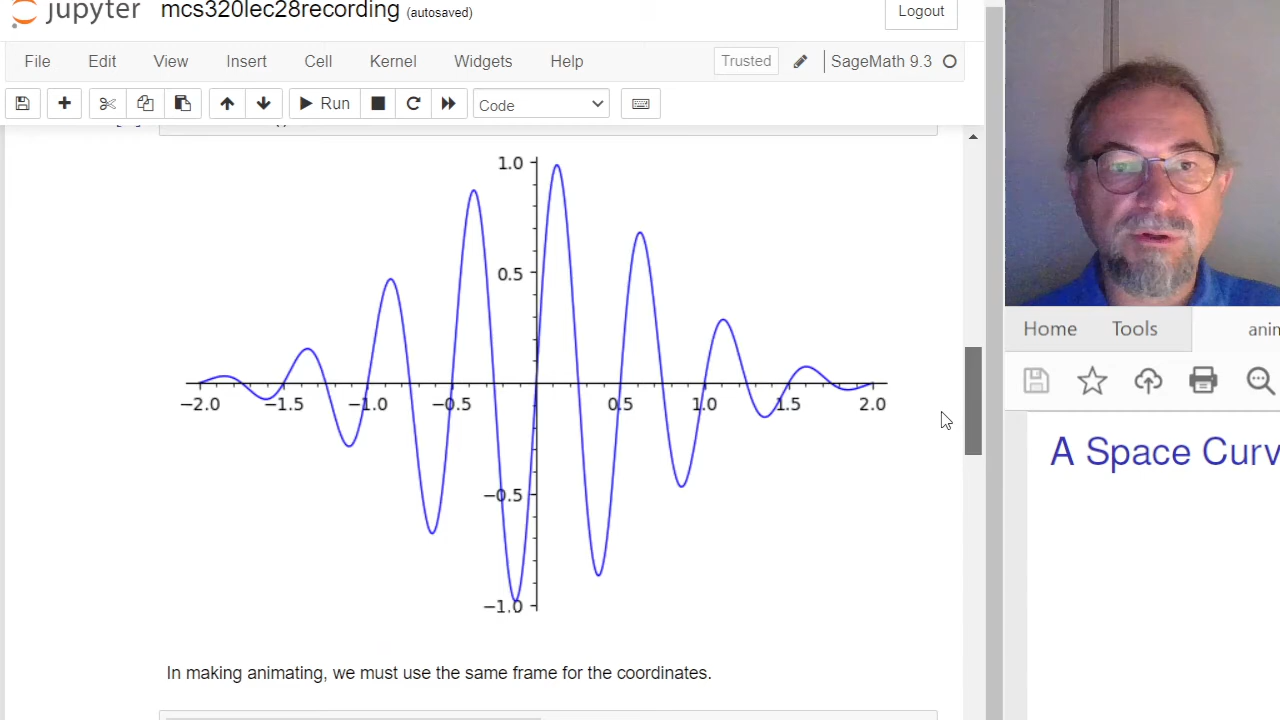 jupyter mcs320lec28recording (autosaved)
Logout
File Edit View Insert Cell Kernel Widgets Help
Trusted
SageMath 9.3
Run
Code
1.0
0.5
−2.0 −1.5 −1.0 −0.5 0.5 1.0 1.5 2.0
−0.5
−1.0
In making animating, we must use the same frame for the coordinates.
Home Tools anin
A Space Curv